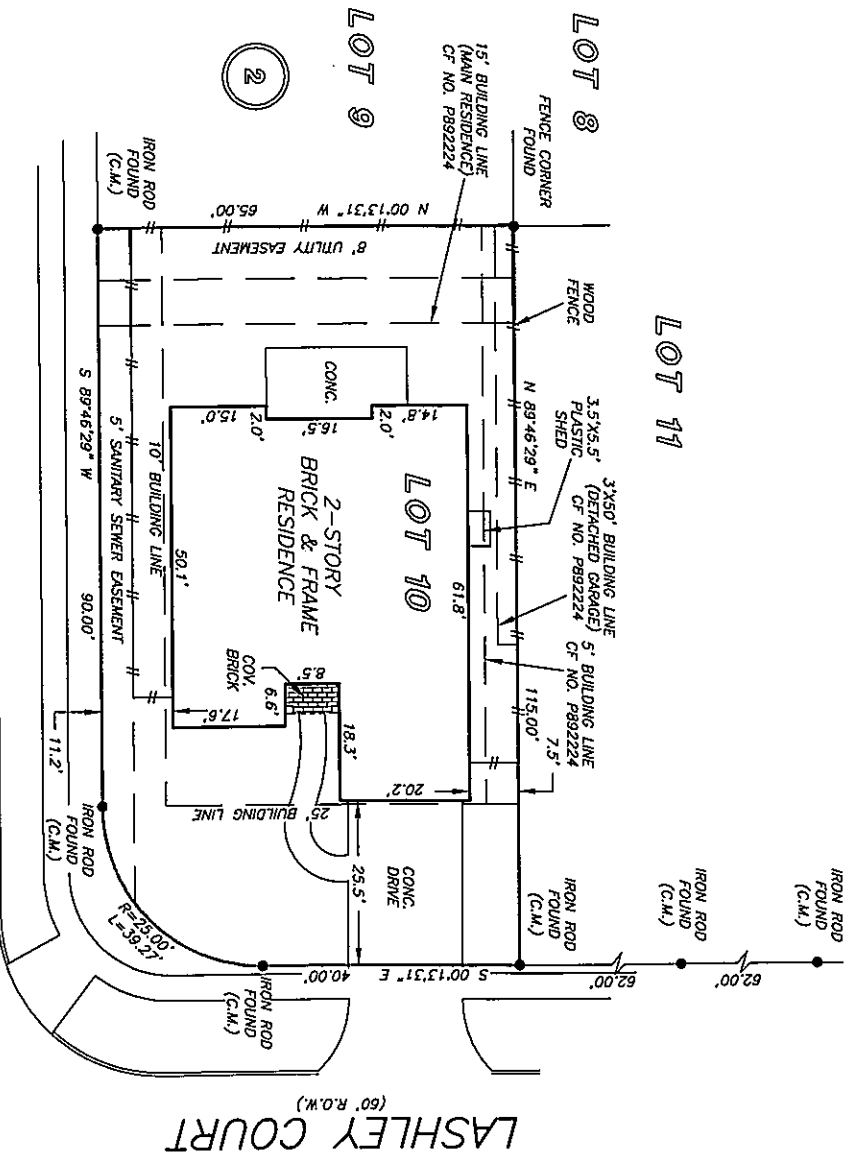 LOT 8
FENCE CORNER
FOUND
LOT 9
2
15' BUILDING LINE
(MAIN RESIDENCE)
CF NO. P892224
IRON ROD
FOUND
(C.M.)
N 00°13'31" W
65.00'
8' UTILITY EASEMENT
LOT 11
WOOD
FENCE
N 89°46'29" E
115.00'
3.5'X5.5'
PLASTIC
SHED
3'X50' BUILDING LINE
(DETACHED GARAGE)
CF NO. P892224
5' BUILDING LINE
CF NO. P892224
7.5'
CONC.
14.8'
2.0'
16.5'
2.0'
15.0'
LOT 10
61.8'
2-STORY
BRICK & FRAME
RESIDENCE
50.1'
COV.
BRICK
8.5'
6.6'
17.6'
18.3'
20.2'
10' BUILDING LINE
5' SANITARY SEWER EASEMENT
S 89°46'29" W
90.00'
11.2'
25' BUILDING LINE
25.5'
CONC.
DRIVE
IRON ROD
FOUND
(C.M.)
R=25.00'
L=39.27'
IRON ROD
FOUND
(C.M.)
S 00°13'31" E
40.00'
IRON ROD
FOUND
(C.M.)
62.00'
IRON ROD
FOUND
(C.M.)
62.00'
IRON ROD
FOUND
(C.M.)
LASHLEY COURT
(60' R.O.W.)